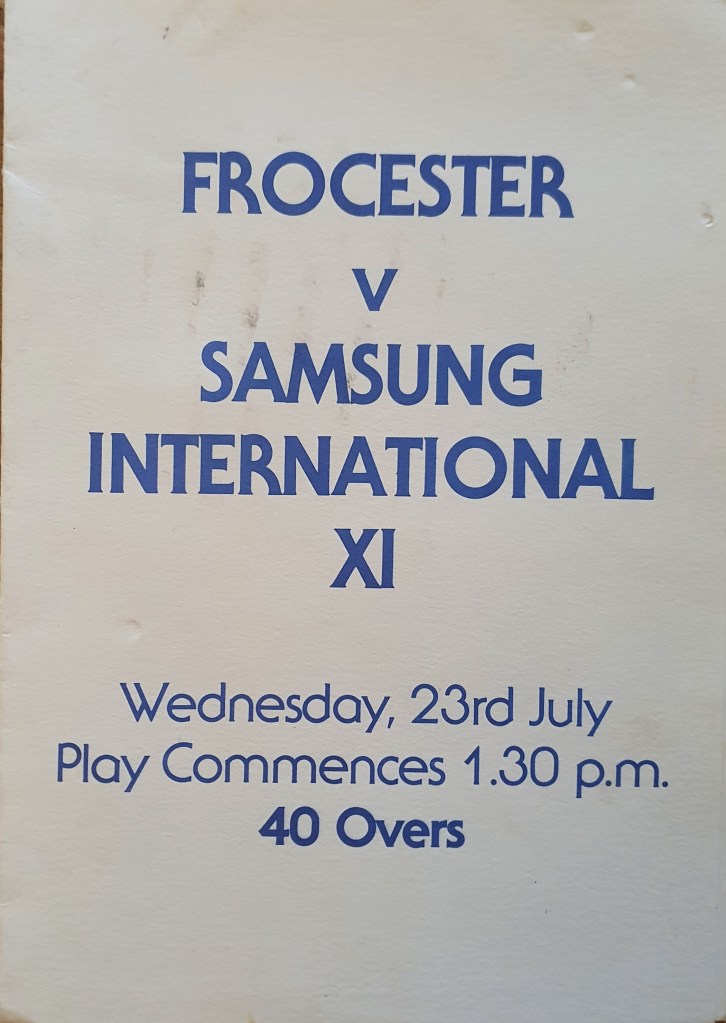 FROCESTER
V
SAMSUNG
INTERNATIONAL
XI
Wednesday, 23rd July
Play Commences 1.30 p.m.
40 Overs